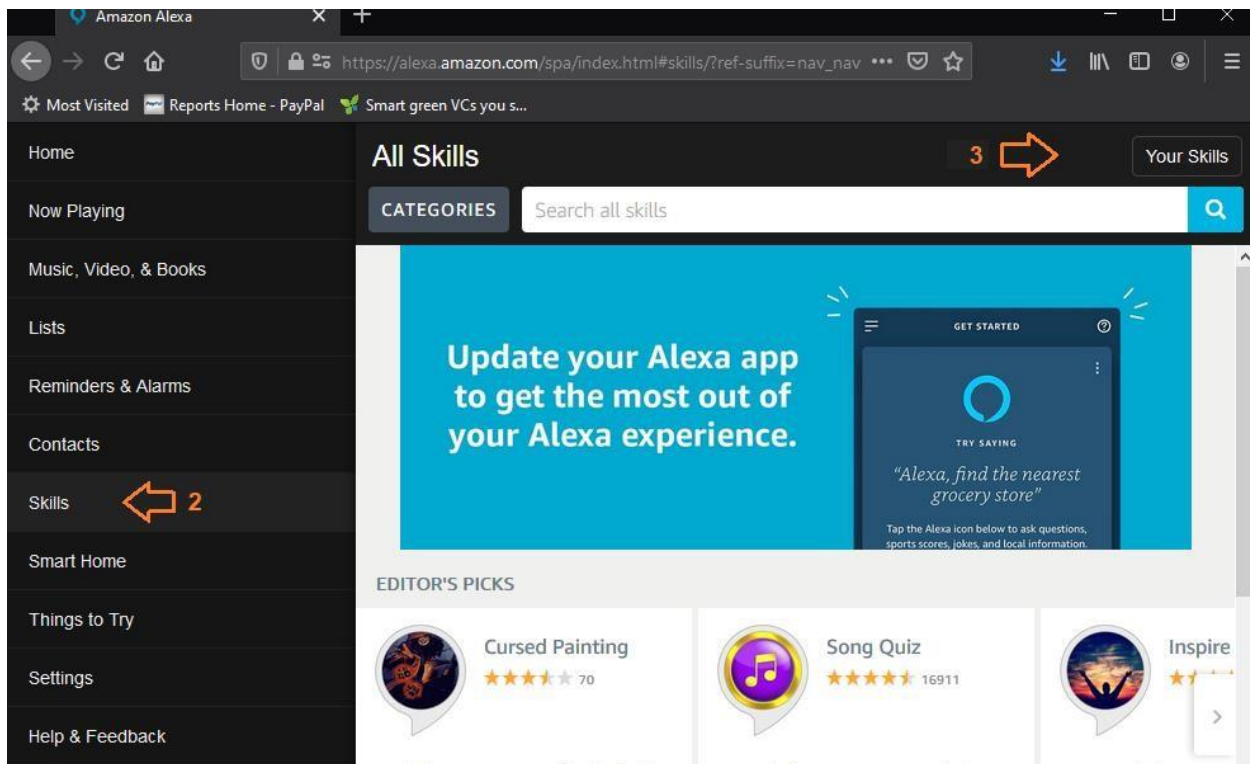 Amazon Alexa
https://alexa.amazon.com/spa/index.html#skills/?ref-suffix=nav_nav
Most Visited Reports Home - PayPal Smart green VCs you s...
Home
Now Playing
Music, Video, & Books
Lists
Reminders & Alarms
Contacts
Skills 2
Smart Home
Things to Try
Settings
Help & Feedback
All Skills 3 Your Skills
CATEGORIES Search all skills
Update your Alexa app
to get the most out of
your Alexa experience.
GET STARTED
TRY SAYING
“Alexa, find the nearest
grocery store”
Tap the Alexa icon below to ask questions,
sports scores, jokes, and local information.
EDITOR'S PICKS
Cursed Painting
70
Song Quiz
16911
Inspire